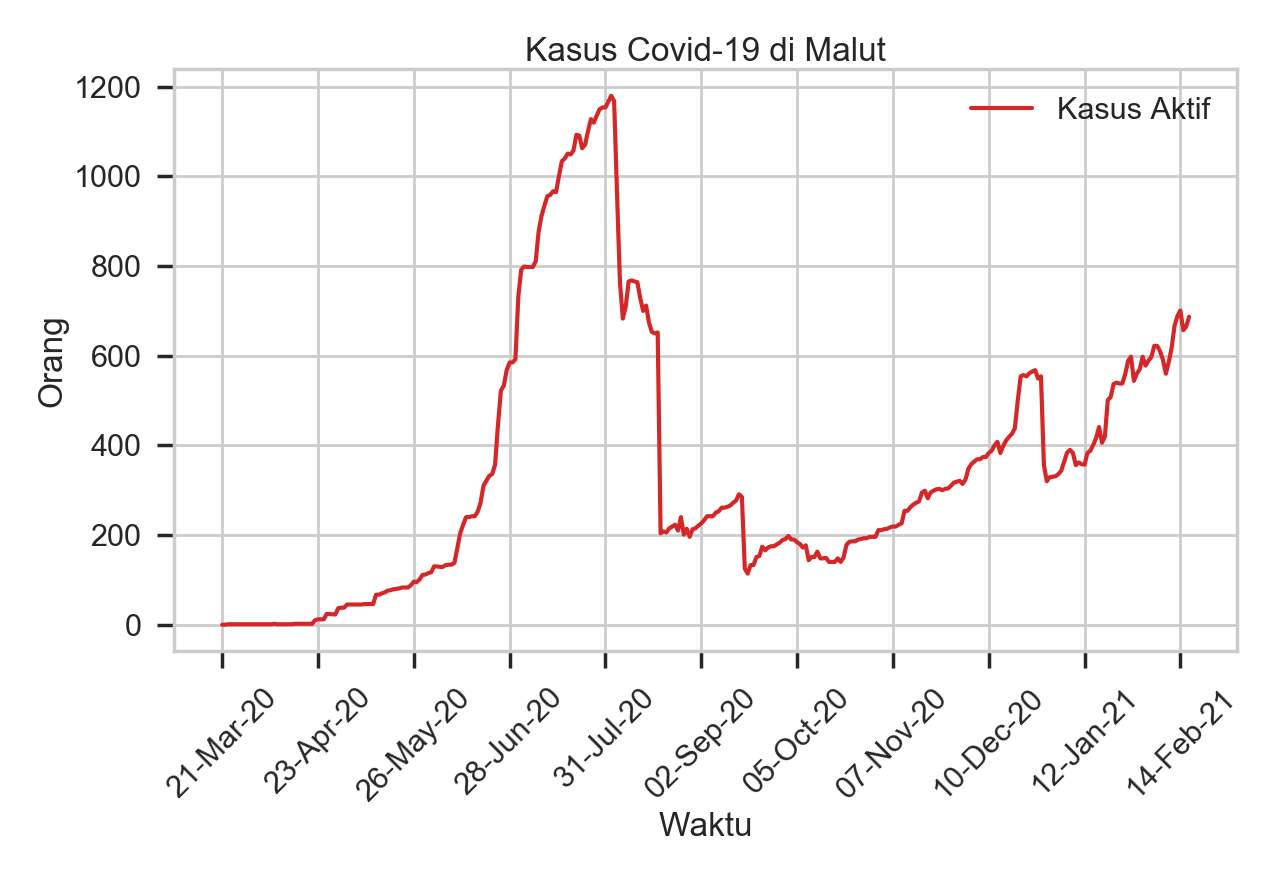 Kasus Covid-19 di Malut
Kasus Aktif
1200
1000
800
600
400
200
0
Orang
21-Mar-20
23-Apr-20
26-May-20
28-Jun-20
31-Jul-20
02-Sep-20
05-Oct-20
07-Nov-20
10-Dec-20
12-Jan-21
14-Feb-21
Waktu